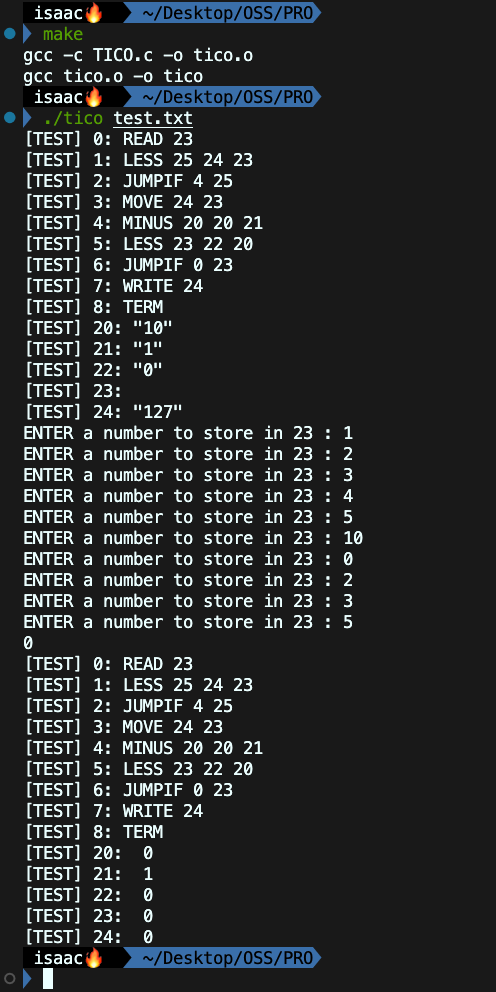 isaac🔥 ~/Desktop/OSS/PRO
make
gcc -c TICO.c -o tico.o
gcc tico.o -o tico
isaac🔥 ~/Desktop/OSS/PRO
./tico test.txt
[TEST] 0: READ 23
[TEST] 1: LESS 25 24 23
[TEST] 2: JUMPIF 4 25
[TEST] 3: MOVE 24 23
[TEST] 4: MINUS 20 20 21
[TEST] 5: LESS 23 22 20
[TEST] 6: JUMPIF 0 23
[TEST] 7: WRITE 24
[TEST] 8: TERM
[TEST] 20: "10"
[TEST] 21: "1"
[TEST] 22: "0"
[TEST] 23:
[TEST] 24: "127"
ENTER a number to store in 23 : 1
ENTER a number to store in 23 : 2
ENTER a number to store in 23 : 3
ENTER a number to store in 23 : 4
ENTER a number to store in 23 : 5
ENTER a number to store in 23 : 10
ENTER a number to store in 23 : 0
ENTER a number to store in 23 : 2
ENTER a number to store in 23 : 3
ENTER a number to store in 23 : 5
0
[TEST] 0: READ 23
[TEST] 1: LESS 25 24 23
[TEST] 2: JUMPIF 4 25
[TEST] 3: MOVE 24 23
[TEST] 4: MINUS 20 20 21
[TEST] 5: LESS 23 22 20
[TEST] 6: JUMPIF 0 23
[TEST] 7: WRITE 24
[TEST] 8: TERM
[TEST] 20:  0
[TEST] 21:  1
[TEST] 22:  0
[TEST] 23:  0
[TEST] 24:  0
isaac🔥 ~/Desktop/OSS/PRO